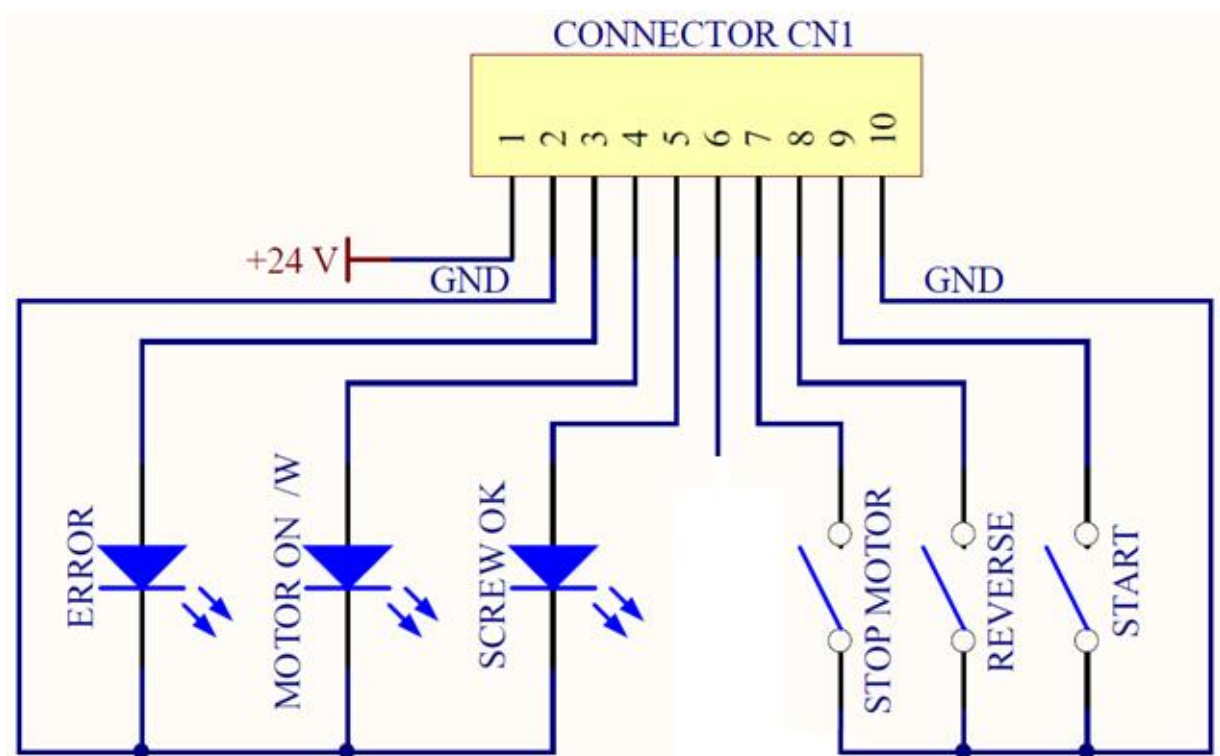 CONNECTOR CN1
1 2 3 4 5 6 7 8 9 10
+24 V
GND
GND
ERROR
MOTOR ON /W
SCREW OK
STOP MOTOR
REVERSE
START